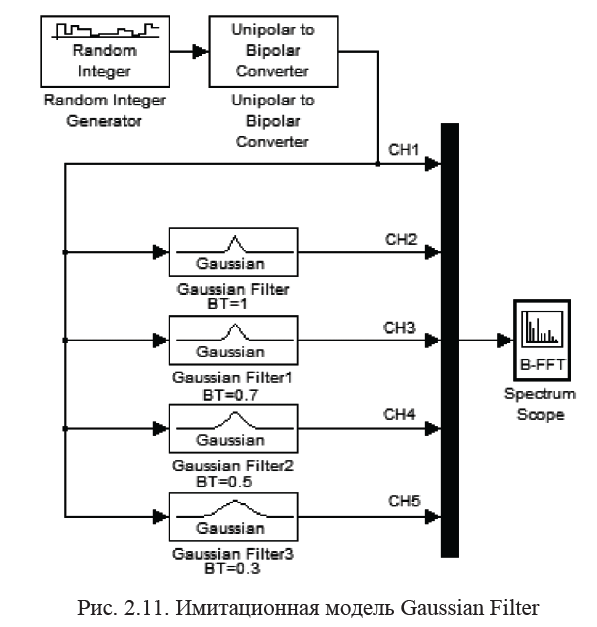 Random
Integer
Random Integer
Generator
Unipolar to
Bipolar
Converter
Unipolar to
Bipolar
Converter
CH1
Gaussian
Gaussian Filter
BT=1
CH2
Gaussian
Gaussian Filter1
BT=0.7
CH3
Gaussian
Gaussian Filter2
BT=0.5
CH4
Gaussian
Gaussian Filter3
BT=0.3
CH5
B-FFT
Spectrum
Scope
Рис. 2.11. Имитационная модель Gaussian Filter